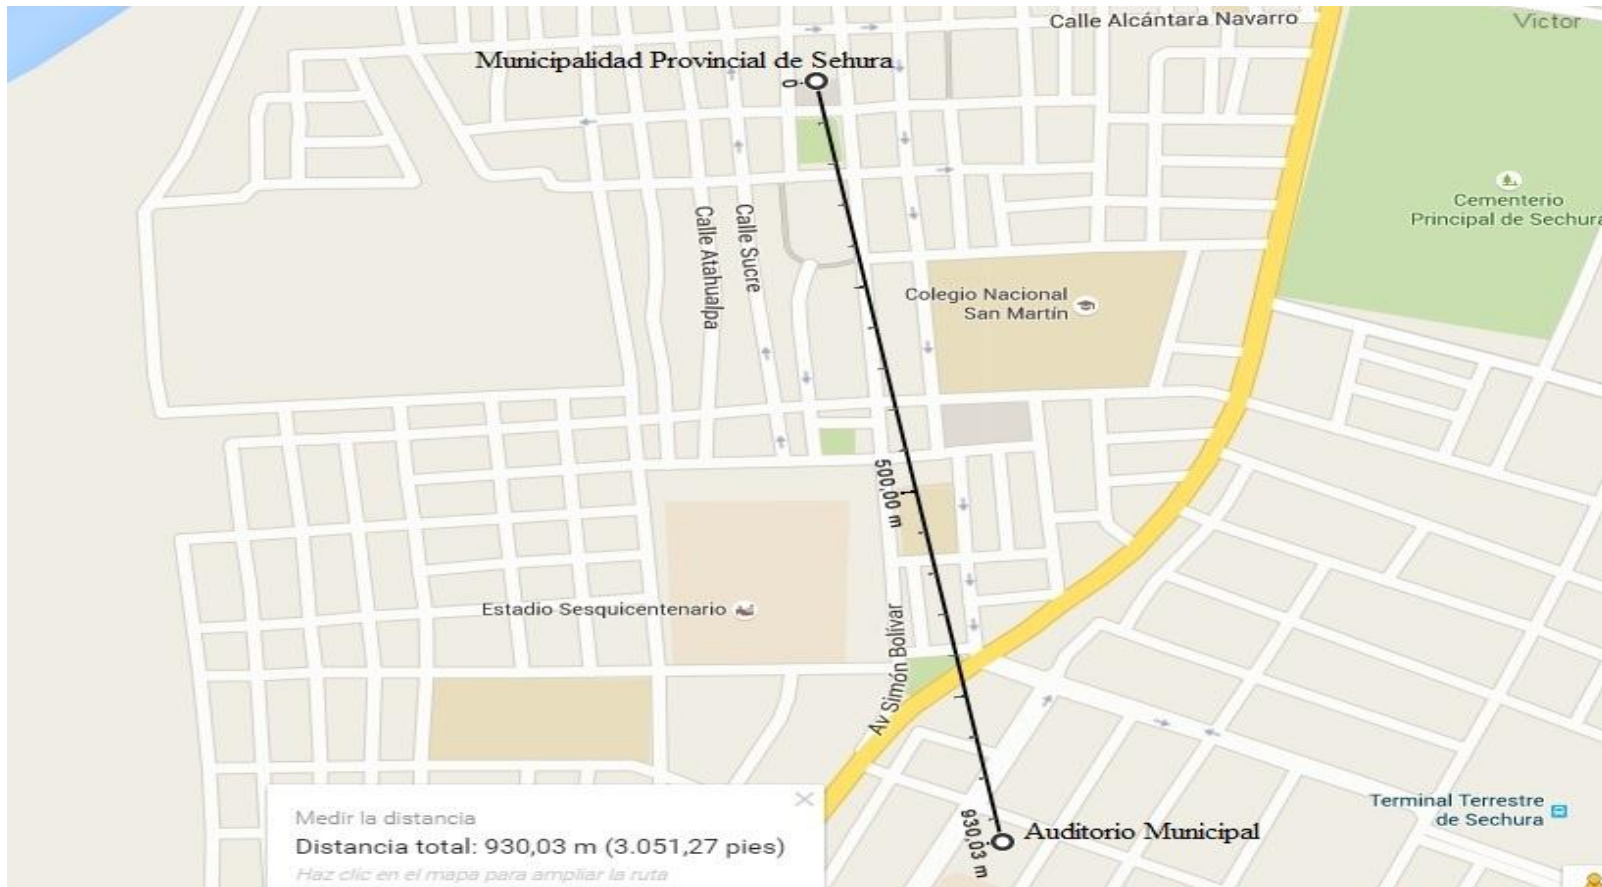 Calle Alcántara Navarro
Victor
Municipalidad Provincial de Sehura
0
Cementerio
Principal de Sechura
Calle Atahualpa
Calle Sucre
Colegio Nacional
San Martín
500,00 m
Estadio Sesquicentenario
Av Simón Bolívar
Medir la distancia
Distancia total: 930,03 m (3.051,27 pies)
Haz clic en el mapa para ampliar la ruta
930,03 m
Auditorio Municipal
Terminal Terrestre
de Sechura